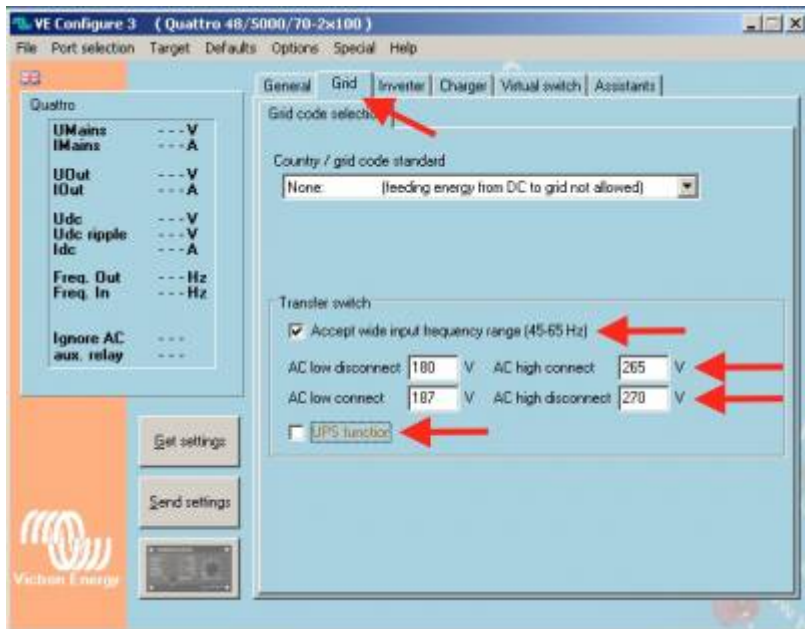 VE Configure 3 ( Quattro 48/5000/70-2x100 )
File Port selection Target Defaults Options Special Help
General Grid Inverter Charger Virtual switch Assistants
Quattro
UMains ---V
IMains ---A
UOut ---V
IOut ---A
Udc ---V
Udc ripple ---V
Idc ---A
Freq. Out ---Hz
Freq. In ---Hz
Ignore AC ---
aux. relay ---
Get settings
Send settings
Victron Energy
Grid code selection
Country / grid code standard
None: (feeding energy from DC to grid not allowed)
Transfer switch
Accept wide input frequency range (45-65 Hz)
AC low disconnect 180 V AC high connect 265 V
AC low connect 187 V AC high disconnect 270 V
UPS function